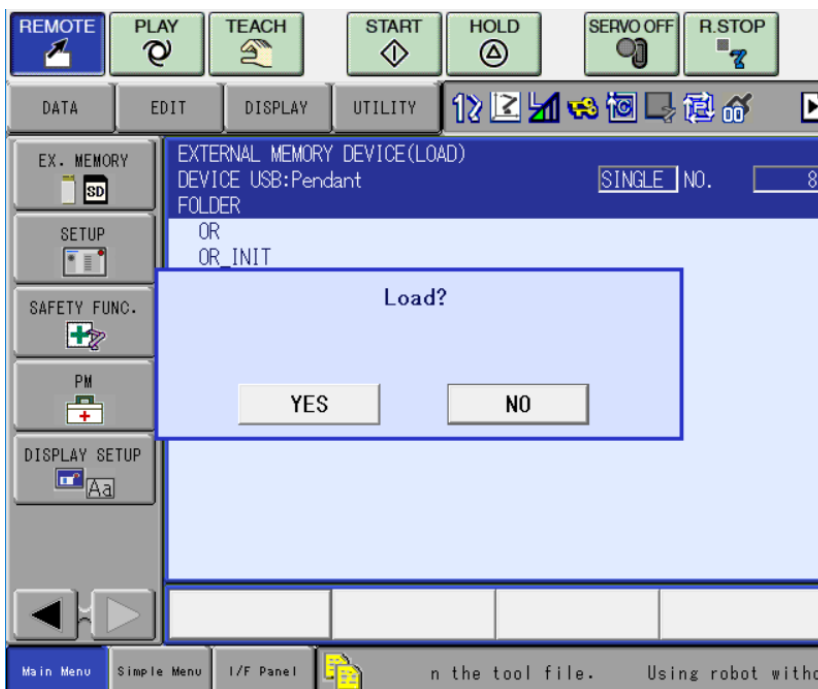 REMOTE PLAY TEACH START HOLD SERVO OFF R.STOP
DATA EDIT DISPLAY UTILITY
EX. MEMORY
SD
SETUP
SAFETY FUNC.
PM
DISPLAY SETUP
Aa
EXTERNAL MEMORY DEVICE(LOAD)
DEVICE USB:Pendant SINGLE NO. 8
FOLDER
OR
OR_INIT
Load?
YES NO
Main Menu Simple Menu I/F Panel n the tool file. Using robot witho